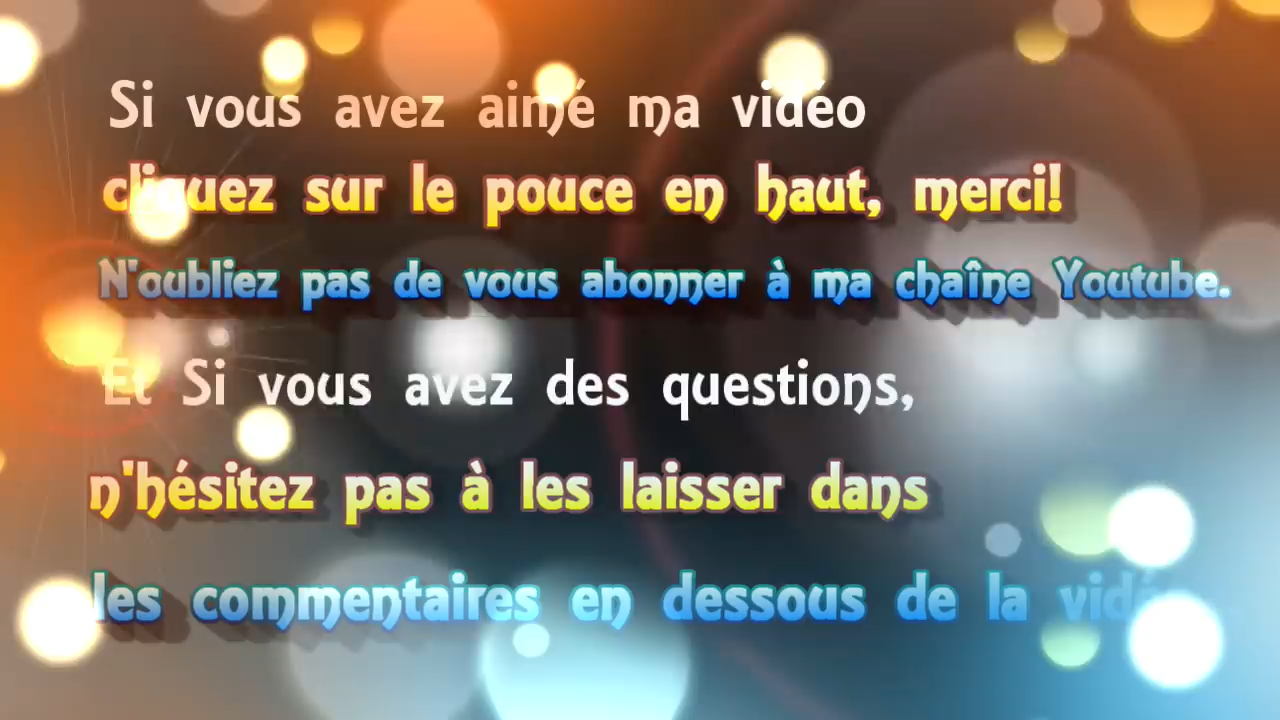 Si vous avez aimé ma vidéo
cliquez sur le pouce en haut, merci!
N'oubliez pas de vous abonner à ma chaîne Youtube.
Et Si vous avez des questions,
n'hésitez pas à les laisser dans
les commentaires en dessous de la